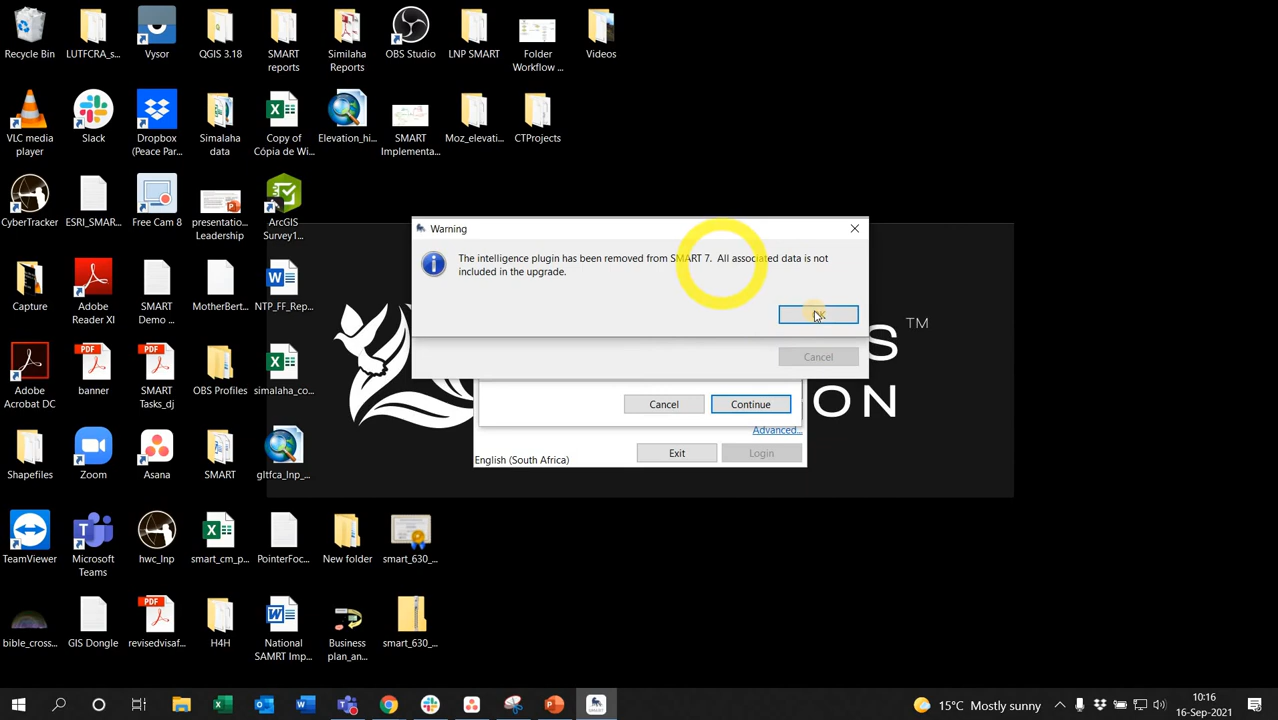 Recycle Bin
LUTFCRA_s...
Vysor
QGIS 3.18
SMART
reports
Similaha
Reports
OBS Studio
LNP SMART
Folder
Workflow ...
Videos
VLC media
player
Slack
Dropbox
(Peace Par...
Simalaha
data
Copy of
Cópia de Wi...
Elevation_hi...
SMART
Implementa...
Moz_elevati...
CTProjects
CyberTracker
ESRI_SMAR...
Free Cam 8
presentatio...
Leadership
ArcGIS
Survey1...
Warning
The intelligence plugin has been removed from SMART 7.  All associated data is not
included in the upgrade.
Capture
Adobe
Reader XI
SMART
Demo ...
MotherBert...
NTP_FF_Rep...
TM
S
Cancel
Adobe
Acrobat DC
banner
SMART
Tasks_dj
OBS Profiles
simalaha_co...
ON
Cancel
Continue
Advanced...
English (South Africa)
Exit
Login
Shapefiles
Zoom
Asana
SMART
gltfca_lnp_...
TeamViewer
Microsoft
Teams
hwc_lnp
smart_cm_p...
PointerFoc...
New folder
smart_630_...
bible_cross...
GIS Dongle
revisedvisaf...
H4H
National
SAMRT Imp...
Business
plan_an...
smart_630_...
15°C Mostly sunny
10:16
16-Sep-2021